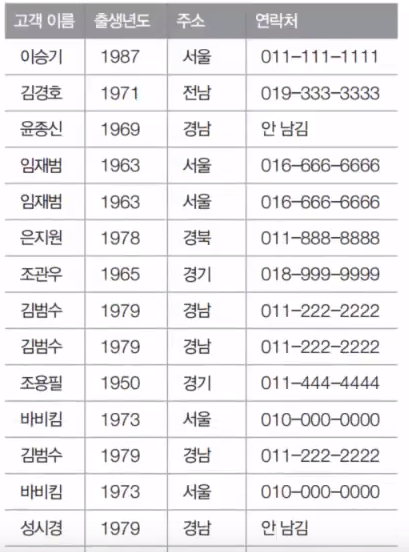 고객 이름 출생년도 주소 연락처
이승기 1987 서울 011-111-1111
김경호 1971 전남 019-333-3333
윤종신 1969 경남 안 남김
임재범 1963 서울 016-666-6666
임재범 1963 서울 016-666-6666
은지원 1978 경북 011-888-8888
조관우 1965 경기 018-999-9999
김범수 1979 경남 011-222-2222
김범수 1979 경남 011-222-2222
조용필 1950 경기 011-444-4444
바비킴 1973 서울 010-000-0000
김범수 1979 경남 011-222-2222
바비킴 1973 서울 010-000-0000
성시경 1979 경남 안 남김